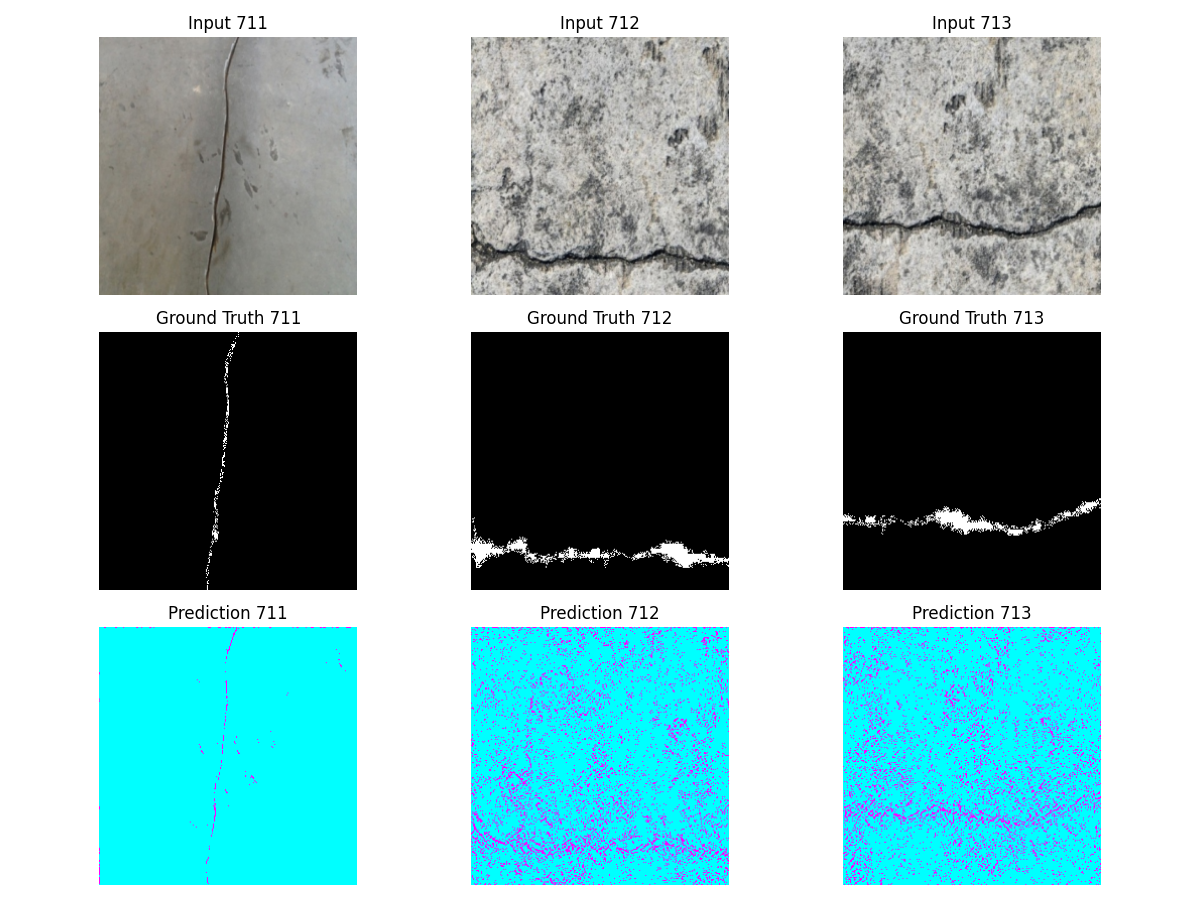 Input 711
Input 712
Input 713
Ground Truth 711
Ground Truth 712
Ground Truth 713
Prediction 711
Prediction 712
Prediction 713